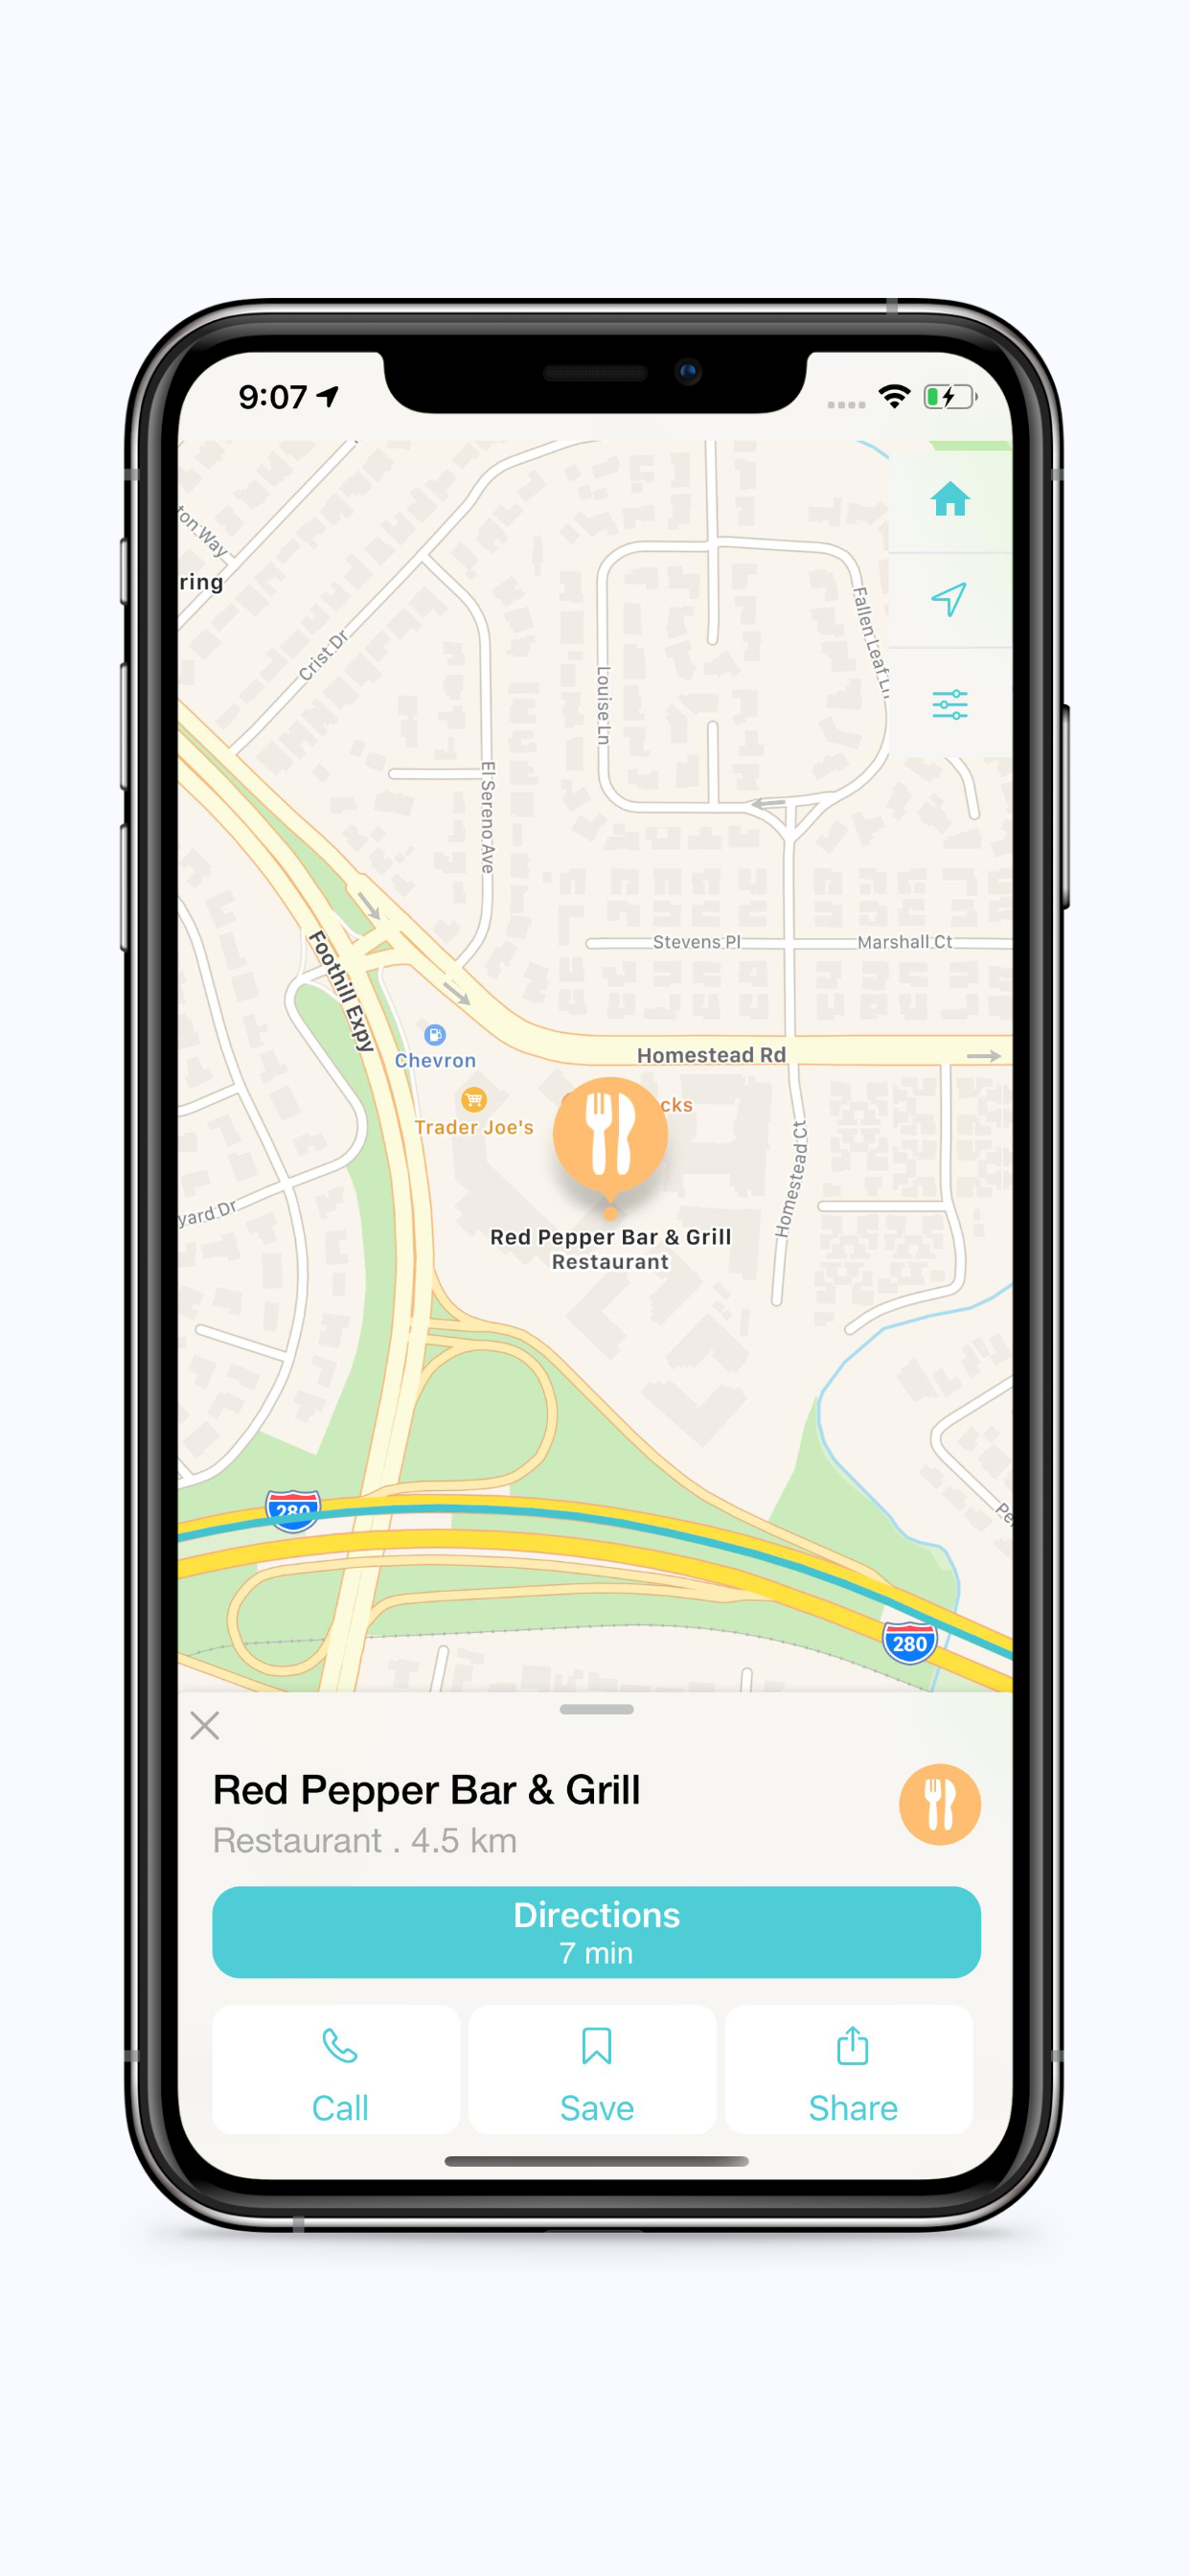 9:07
ton Way
ring
Crist Dr
Fallen Leaf Ln
Louise Ln
El Sereno Ave
Stevens Pl
Marshall Ct
Foothill Expy
Homestead Rd
Chevron
cks
Trader Joe's
Homestead Ct
yard Dr
Red Pepper Bar & Grill
Restaurant
280
Pe
280
Red Pepper Bar & Grill
Restaurant . 4.5 km
Directions
7 min
Call
Save
Share